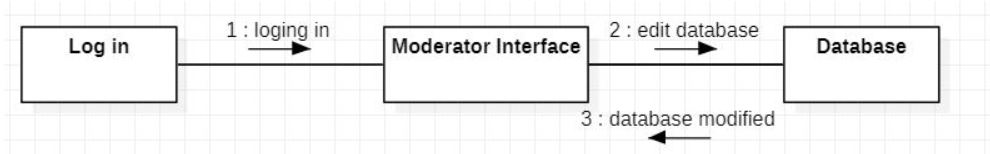 1 : loging in
2 : edit database
Log in
Moderator Interface
Database
3 : database modified